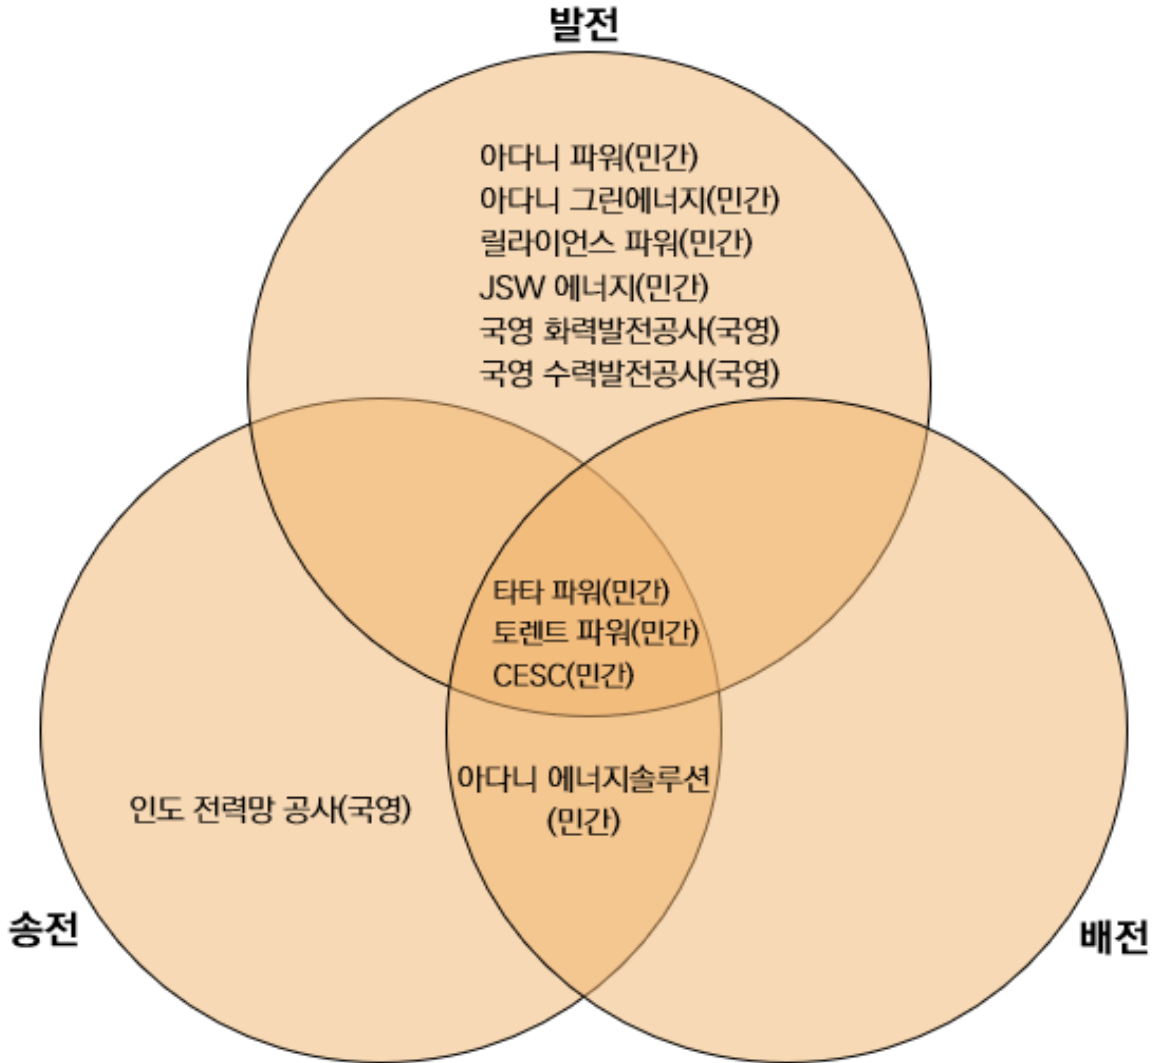 발전
아다니 파워(민간)
아다니 그린에너지(민간)
릴라이언스 파워(민간)
JSW 에너지(민간)
국영 화력발전공사(국영)
국영 수력발전공사(국영)
타타 파워(민간)
토렌트 파워(민간)
CESC(민간)
아다니 에너지솔루션
(민간)
인도 전력망 공사(국영)
송전
배전